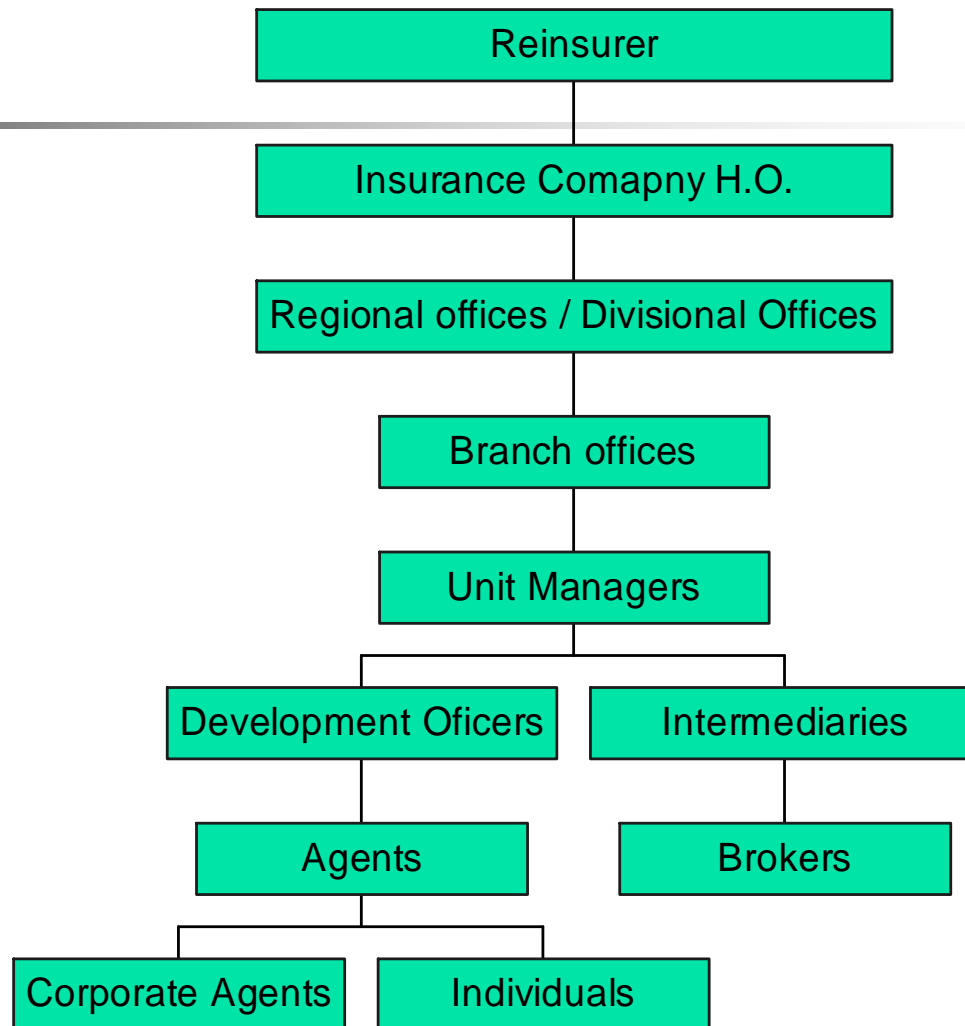 Reinsurer
Insurance Comapny H.O.
Regional offices / Divisional Offices
Branch offices
Unit Managers
Development Oficers
Intermediaries
Agents
Brokers
Corporate Agents
Individuals